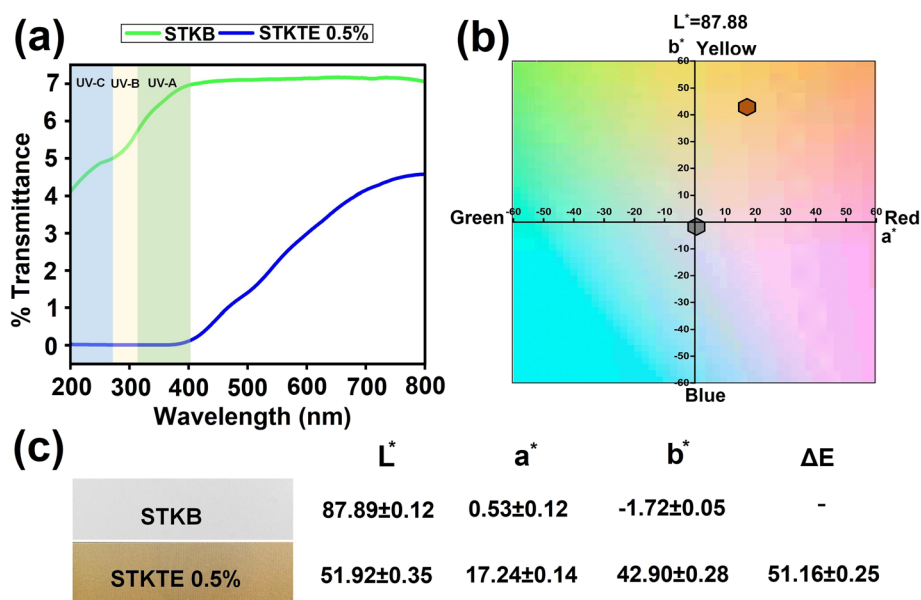 (a)
STKB STKTE 0.5%
UV-C UV-B UV-A
% Transmittance
7
6
5
4
3
2
1
0
200 300 400 500 600 700 800
Wavelength (nm)
(b)
L*=87.88
b* Yellow
60
50
40
30
20
10
Green -60 -50 -40 -30 -20 -10 0 10 20 30 40 50 60 Red
a*
-10
-20
-30
-40
-50
-60
Blue
(c)
L* a* b* ΔE
STKB 87.89±0.12 0.53±0.12 -1.72±0.05 -
STKTE 0.5% 51.92±0.35 17.24±0.14 42.90±0.28 51.16±0.25